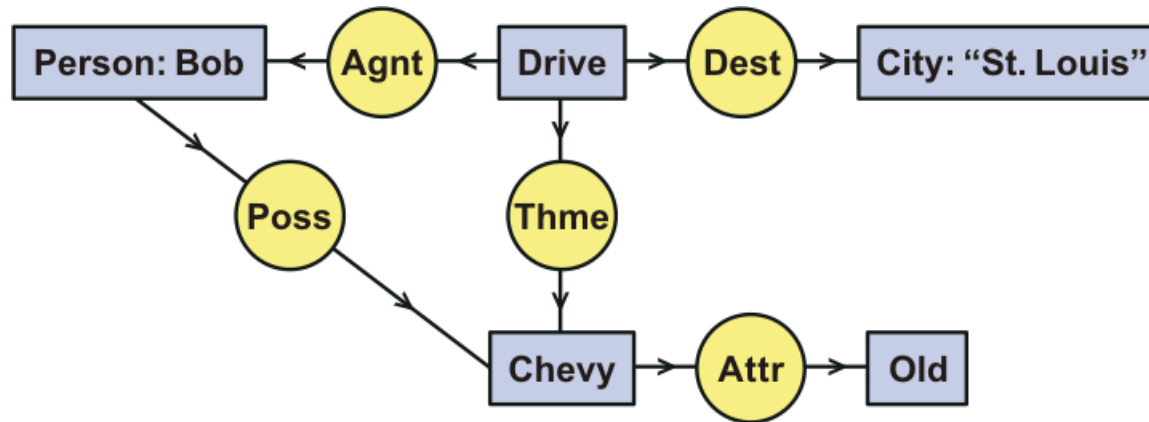 Person: Bob
Agnt
Drive
Dest
City: “St. Louis”
Poss
Thme
Chevy
Attr
Old